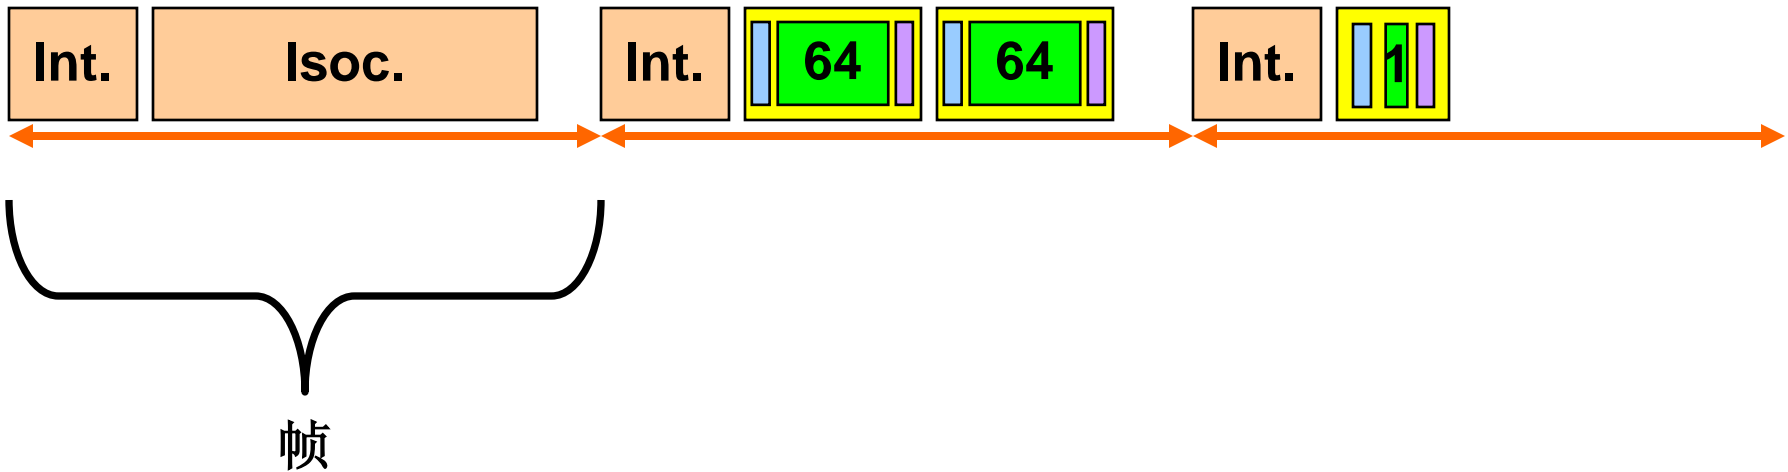 Int. Isoc. Int. 64 64 Int. 1
帧